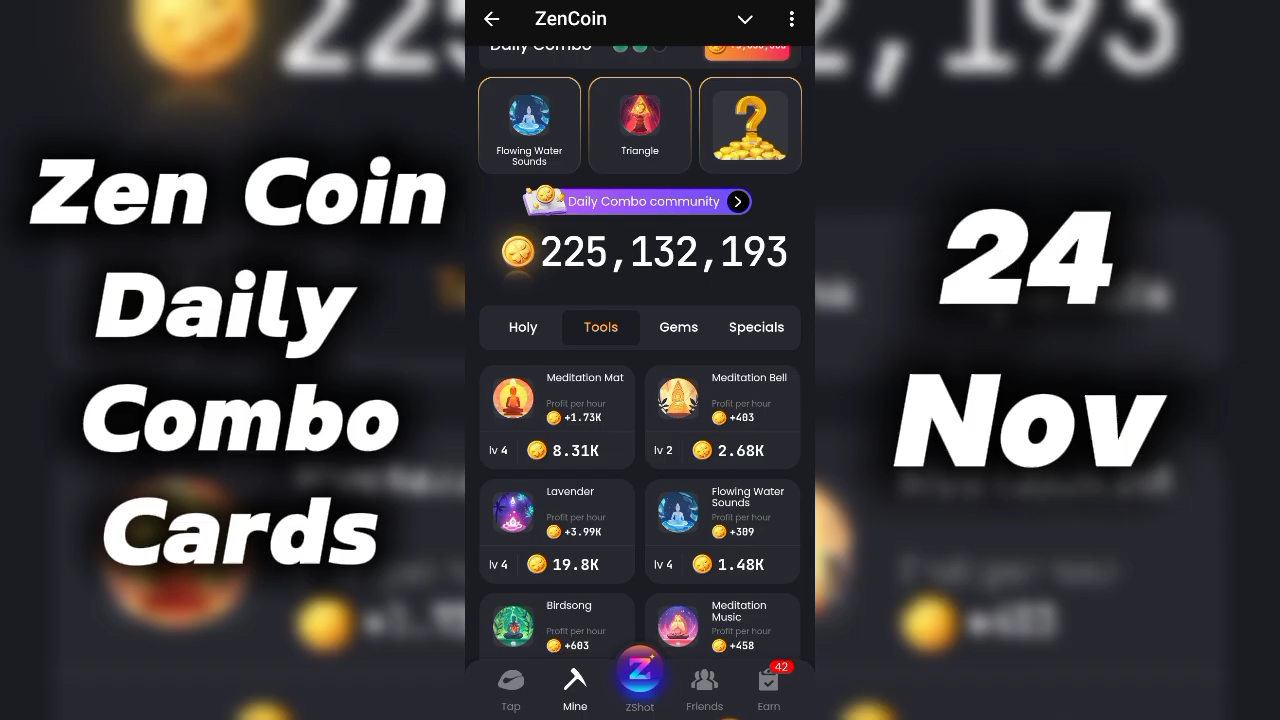 ZenCoin
Daily Combo
Flowing Water
Sounds
Triangle
Daily Combo community
225,132,193
Holy
Tools
Gems
Specials
Meditation Mat
Profit per hour
+1.73K
lv 4
8.31K
Meditation Bell
Profit per hour
+403
lv 2
2.68K
Lavender
Profit per hour
+3.99K
lv 4
19.8K
Flowing Water
Sounds
Profit per hour
+309
lv 4
1.48K
Birdsong
Profit per hour
+603
Meditation
Music
Profit per hour
+458
Tap
Mine
Z
ZShot
Friends
42
Earn
Zen Coin
Daily
Combo
Cards
24
Nov